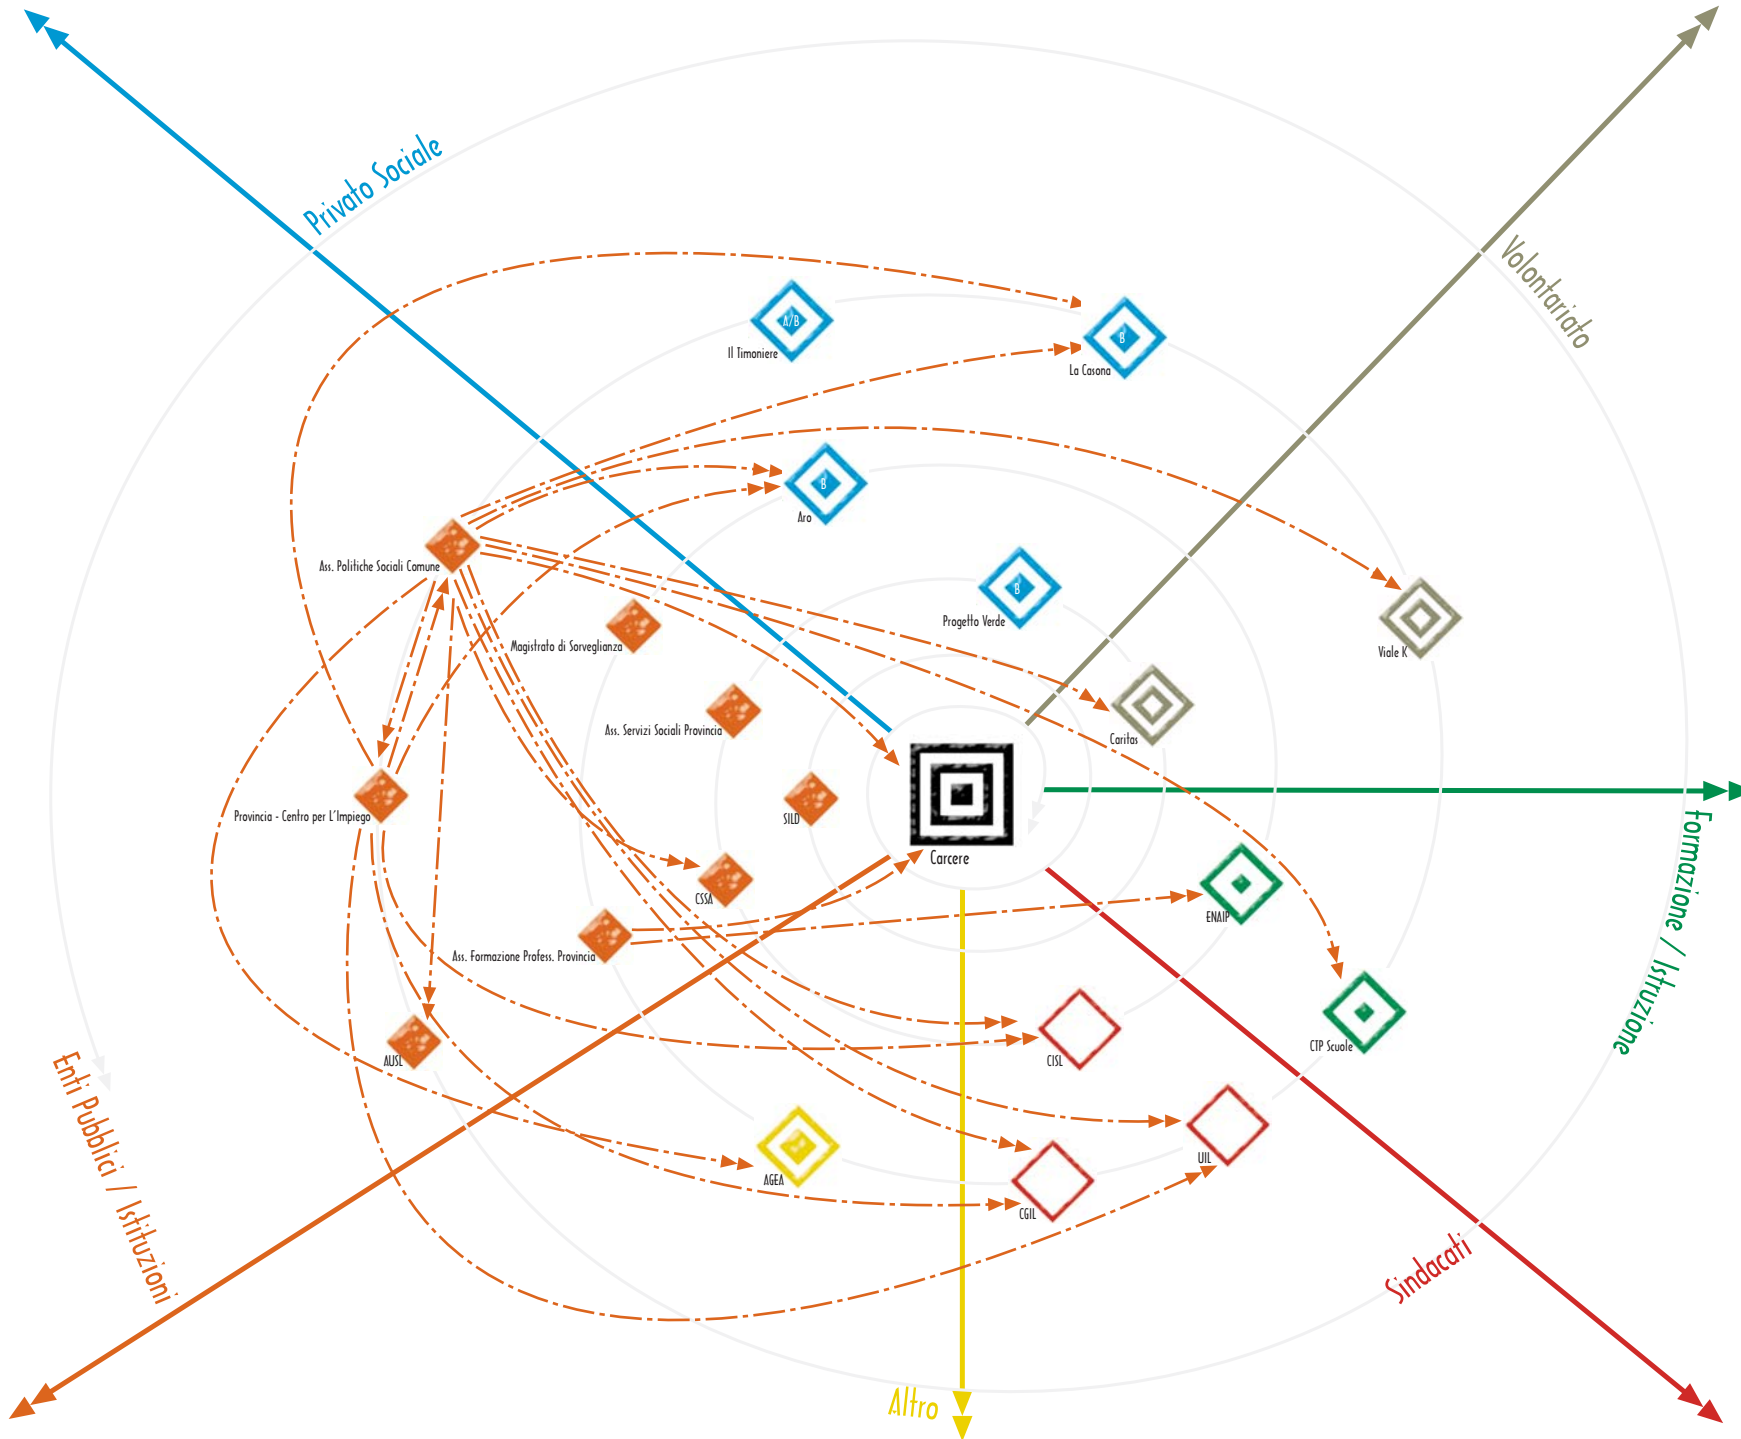 Privato Sociale
Volontariato
A/B
Il Timoniere
B
La Casona
B
Aro
Ass. Politiche Sociali Comune
B
Progetto Verde
Magistrato di Sorveglianza
Viale K
Ass. Servizi Sociali Provincia
Caritas
Provincia - Centro per L'Impiego
SILD
Carcere
Formazione / Istruzione
CSSA
ENAIP
Ass. Formazione Profess. Provincia
AUSL
CISL
CTP Scuole
Enti Pubblici / Istituzioni
AGEA
UIL
CGIL
Sindacati
Altro